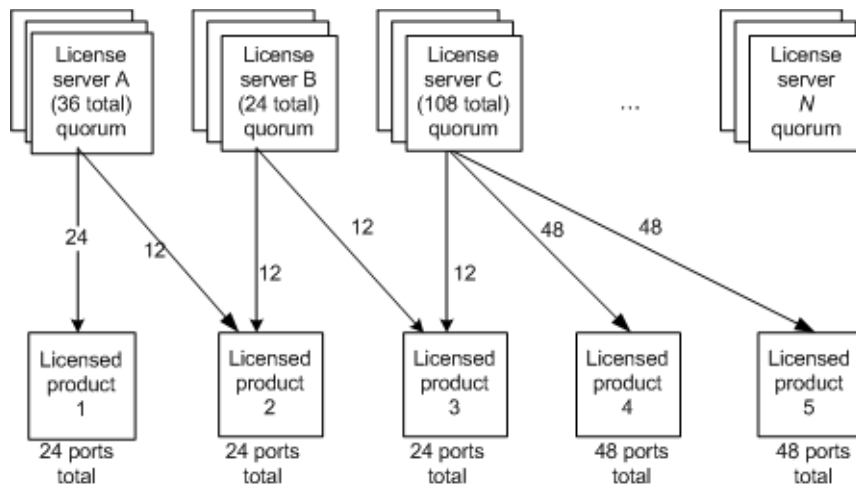 License
server A
(36 total)
quorum
License
server B
(24 total)
quorum
License
server C
(108 total)
quorum
...
License
server
N
quorum
24
12
12
12
12
48
48
Licensed
product
1
Licensed
product
2
Licensed
product
3
Licensed
product
4
Licensed
product
5
24 ports
total
24 ports
total
24 ports
total
48 ports
total
48 ports
total